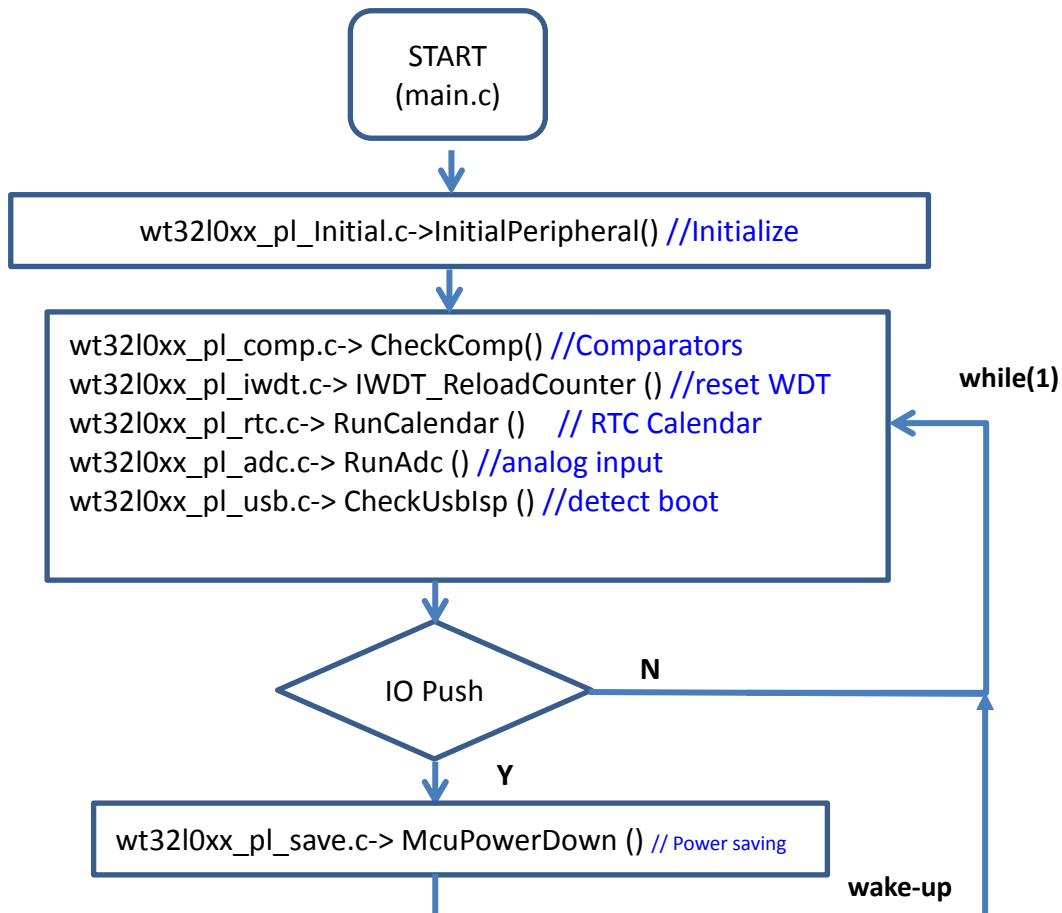 START
(main.c)
wt32l0xx_pl_Initial.c->InitialPeripheral() //Initialize
wt32l0xx_pl_comp.c-> CheckComp() //Comparators
wt32l0xx_pl_iwdt.c-> IWDT_ReloadCounter () //reset WDT
while(1)
wt32l0xx_pl_rtc.c-> RunCalendar () // RTC Calendar
wt32l0xx_pl_adc.c-> RunAdc () //analog input
wt32l0xx_pl_usb.c-> CheckUsbIsp () //detect boot
IO Push
N
Y
wt32l0xx_pl_save.c-> McuPowerDown () // Power saving
wake-up